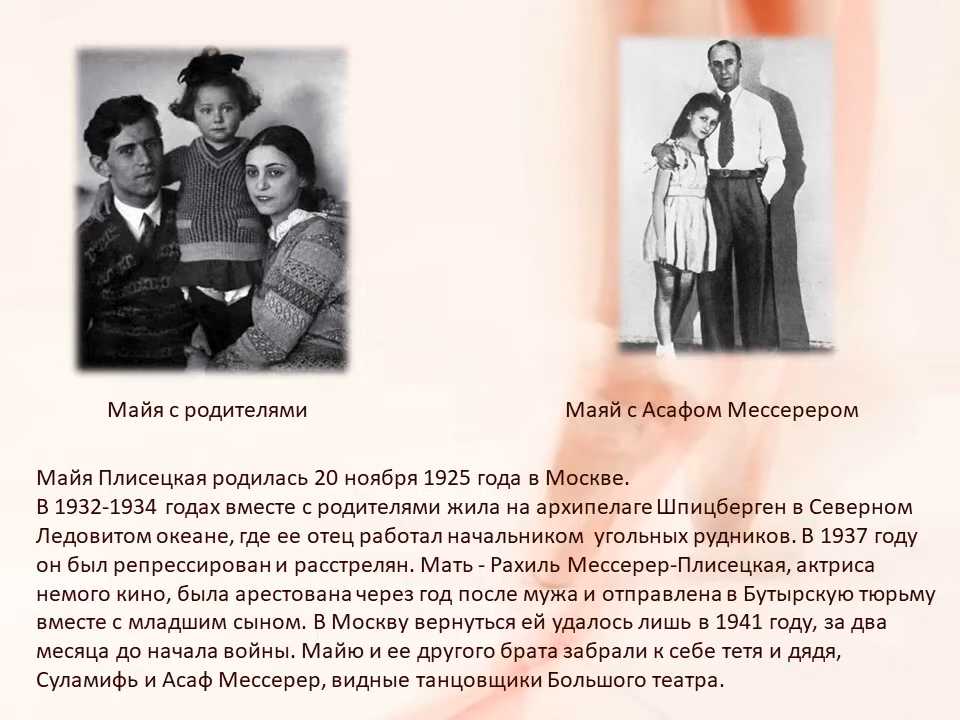 Майя с родителями
Маяй с Асафом Мессерером
Майя Плисецкая родилась 20 ноября 1925 года в Москве.
В 1932-1934 годах вместе с родителями жила на архипелаге Шпицберген в Северном
Ледовитом океане, где ее отец работал начальником угольных рудников. В 1937 году
он был репрессирован и расстрелян. Мать - Рахиль Мессерер-Плисецкая, актриса
немого кино, была арестована через год после мужа и отправлена в Бутырскую тюрьму
вместе с младшим сыном. В Москву вернуться ей удалось лишь в 1941 году, за два
месяца до начала войны. Майю и ее другого брата забрали к себе тетя и дядя,
Суламифь и Асаф Мессерер, видные танцовщики Большого театра.